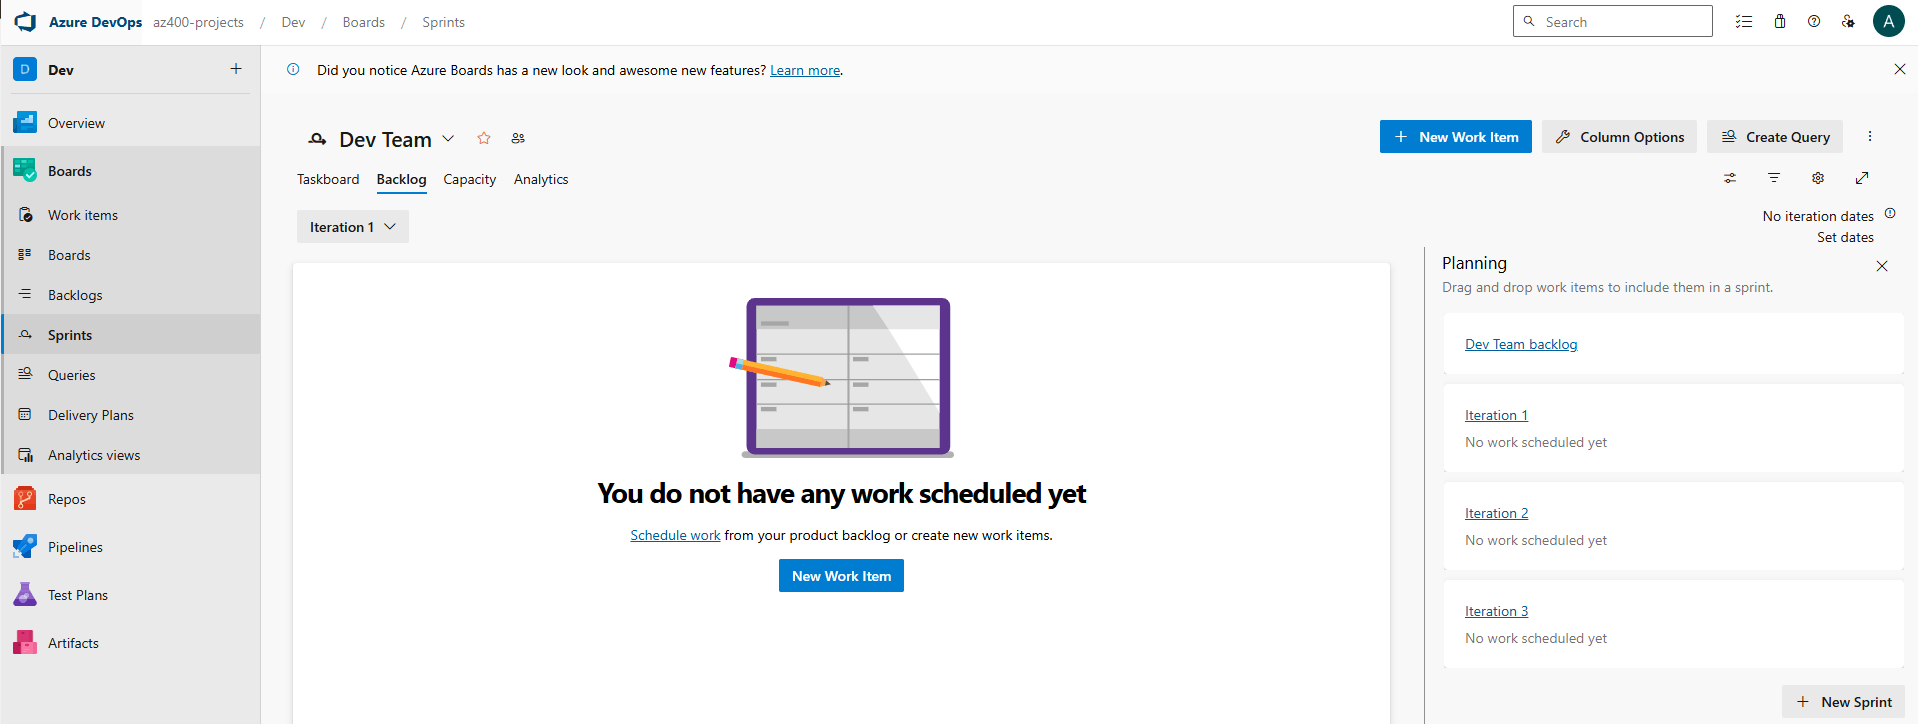 Azure DevOps az400-projects / Dev / Boards / Sprints Search A
D Dev
Did you notice Azure Boards has a new look and awesome new features? Learn more.
Overview
Boards
Work items
Boards
Backlogs
Sprints
Queries
Delivery Plans
Analytics views
Repos
Pipelines
Test Plans
Artifacts
Dev Team
New Work Item Column Options Create Query
Taskboard Backlog Capacity Analytics
Iteration 1
No iteration dates
Set dates
You do not have any work scheduled yet
Schedule work from your product backlog or create new work items.
New Work Item
Planning
Drag and drop work items to include them in a sprint.
Dev Team backlog
Iteration 1
No work scheduled yet
Iteration 2
No work scheduled yet
Iteration 3
No work scheduled yet
New Sprint